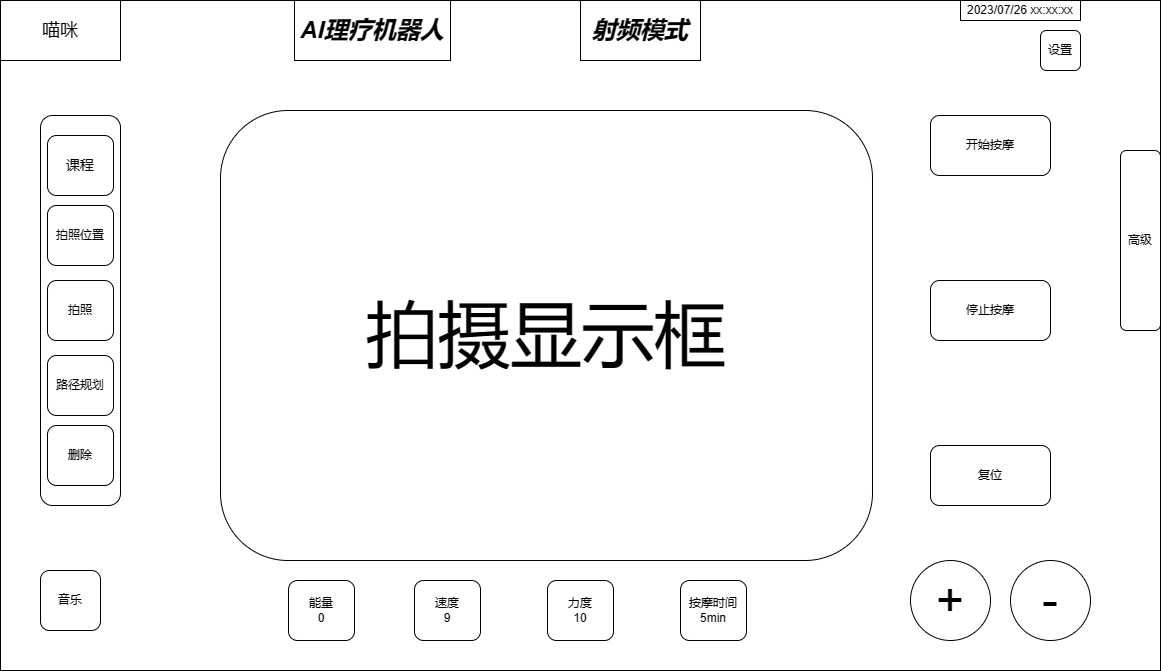 喵咪
AI理疗机器人
射频模式
2023/07/26 xx:xx:xx
设置
课程
拍照位置
拍照
路径规划
删除
音乐
拍摄显示框
开始按摩
停止按摩
复位
高级
能量
0
速度
9
力度
10
按摩时间
5min
+
-